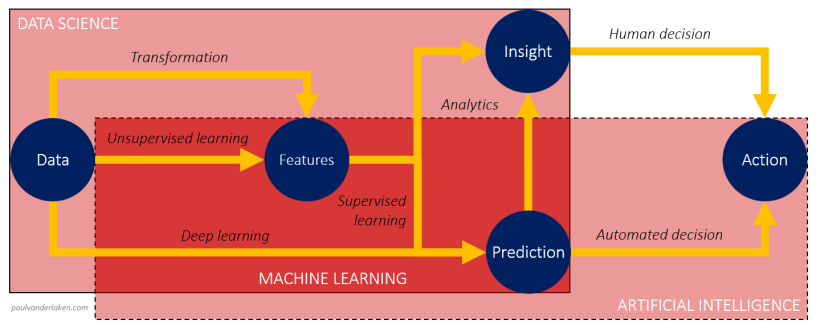 DATA SCIENCE
Transformation
Insight
Human decision
Analytics
Unsupervised learning
Data
Features
Action
Supervised
learning
Deep learning
Prediction
Automated decision
MACHINE LEARNING
paulvanderlaken.com
ARTIFICIAL INTELLIGENCE